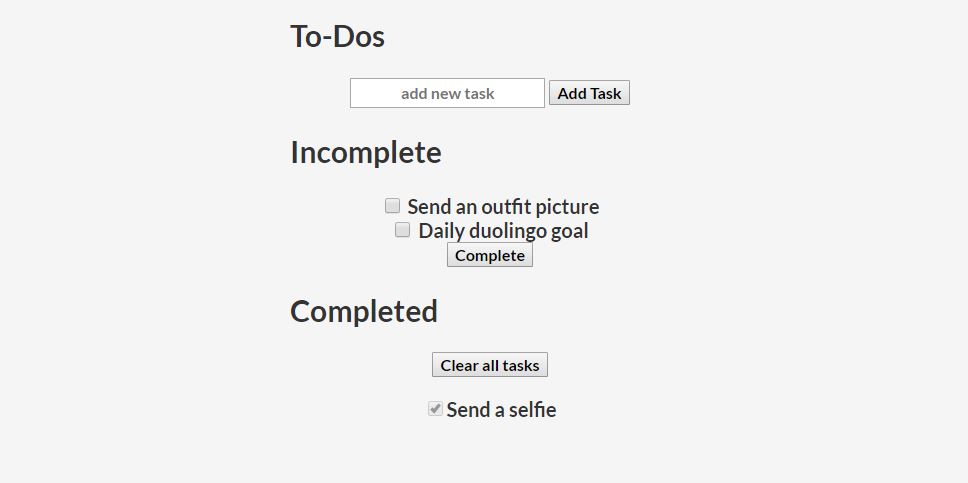 To-Dos
add new task Add Task
Incomplete
Send an outfit picture
Daily duolingo goal
Complete
Completed
Clear all tasks
Send a selfie